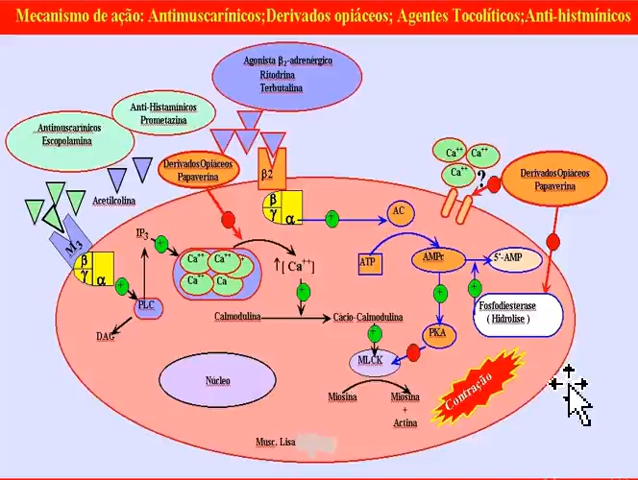 Mecanismo de ação: Antimuscarínicos;Derivados opiáceos; Agentes Tocolíticos;Anti-histmínicos
Agonista β2-adrenérgico
Ritodrina
Terbutalina
Anti-Histamínicos
Prometazina
Antimuscarínicos
Escopolamina
Acetilcolina
Derivados Opiáceos
Papaverina
β2
Ca++
Ca++
Ca++
?
Derivados Opiáceos
Papaverina
M3
β
γ
α
β
γ
α
+
AC
IP3
+
Ca++
Ca++
+
Ca++
Ca
↑[ Ca++]
ATP
AMPc
5'-AMP
+
PLC
+
+
+
Fosfodiesterase
( Hidrolise )
DAG
Calmodulina
Cácio-Calmodulina
+
PKA
MLCK
Núcleo
Miosina
Miosina
+
Actina
Contração
Musc. Lisa